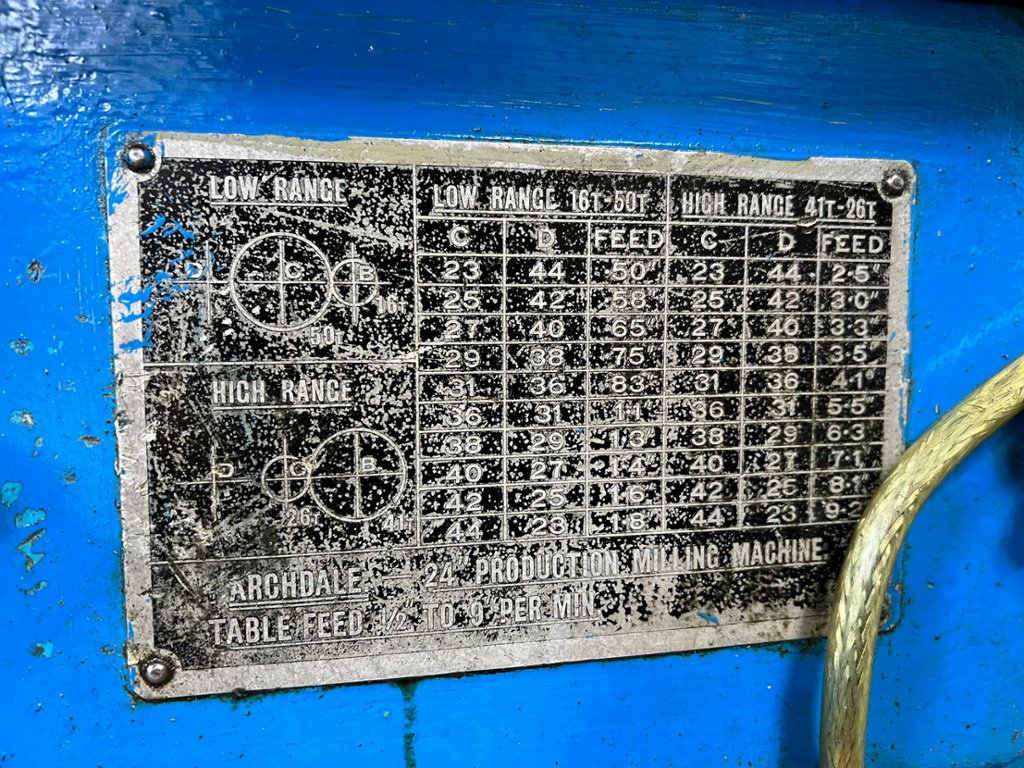 LOW RANGE
D C B
16T
50T
HIGH RANGE
D C B
26T 41T
LOW RANGE 16T-50T HIGH RANGE 41T-26T
C D FEED C D FEED
23 44 ·50" 23 44 2·5"
25 42 ·58" 25 42 3·0"
27 40 ·65" 27 40 3·3"
29 38 ·75" 29 38 3·5"
31 36 ·83" 31 36 4·1"
36 31 1·1" 36 31 5·5"
38 29 1·3" 38 29 6·3"
40 27 1·4" 40 27 7·1"
42 25 1·6" 42 25 8·1"
44 23 1·8" 44 23 9·2
ARCHDALE - 24 PRODUCTION MILLING MACHINE
TABLE FEED 1/2 TO 9 PER MIN